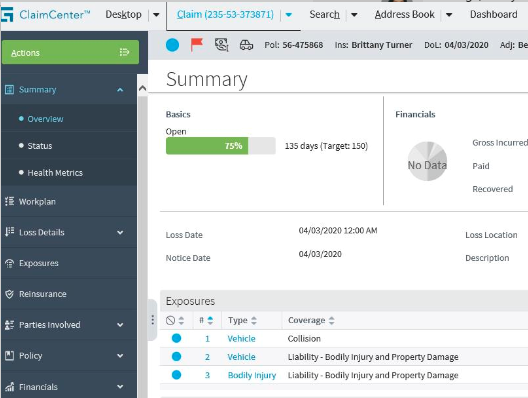 ClaimCenter™ Desktop Claim (235-53-373871) Search Address Book Dashboard
Actions
Pol: 56-475868 Ins: Brittany Turner DoL: 04/03/2020 Adj: Be
Summary
Overview
Status
Health Metrics
Workplan
Loss Details
Exposures
Reinsurance
Parties Involved
Policy
Financials
Summary
Basics
Open
75% 135 days (Target: 150)
Financials
No Data
Gross Incurred
Paid
Recovered
Loss Date 04/03/2020 12:00 AM
Notice Date 04/03/2020
Loss Location
Description
Exposures
# Type Coverage
1 Vehicle Collision
2 Vehicle Liability - Bodily Injury and Property Damage
3 Bodily Injury Liability - Bodily Injury and Property Damage